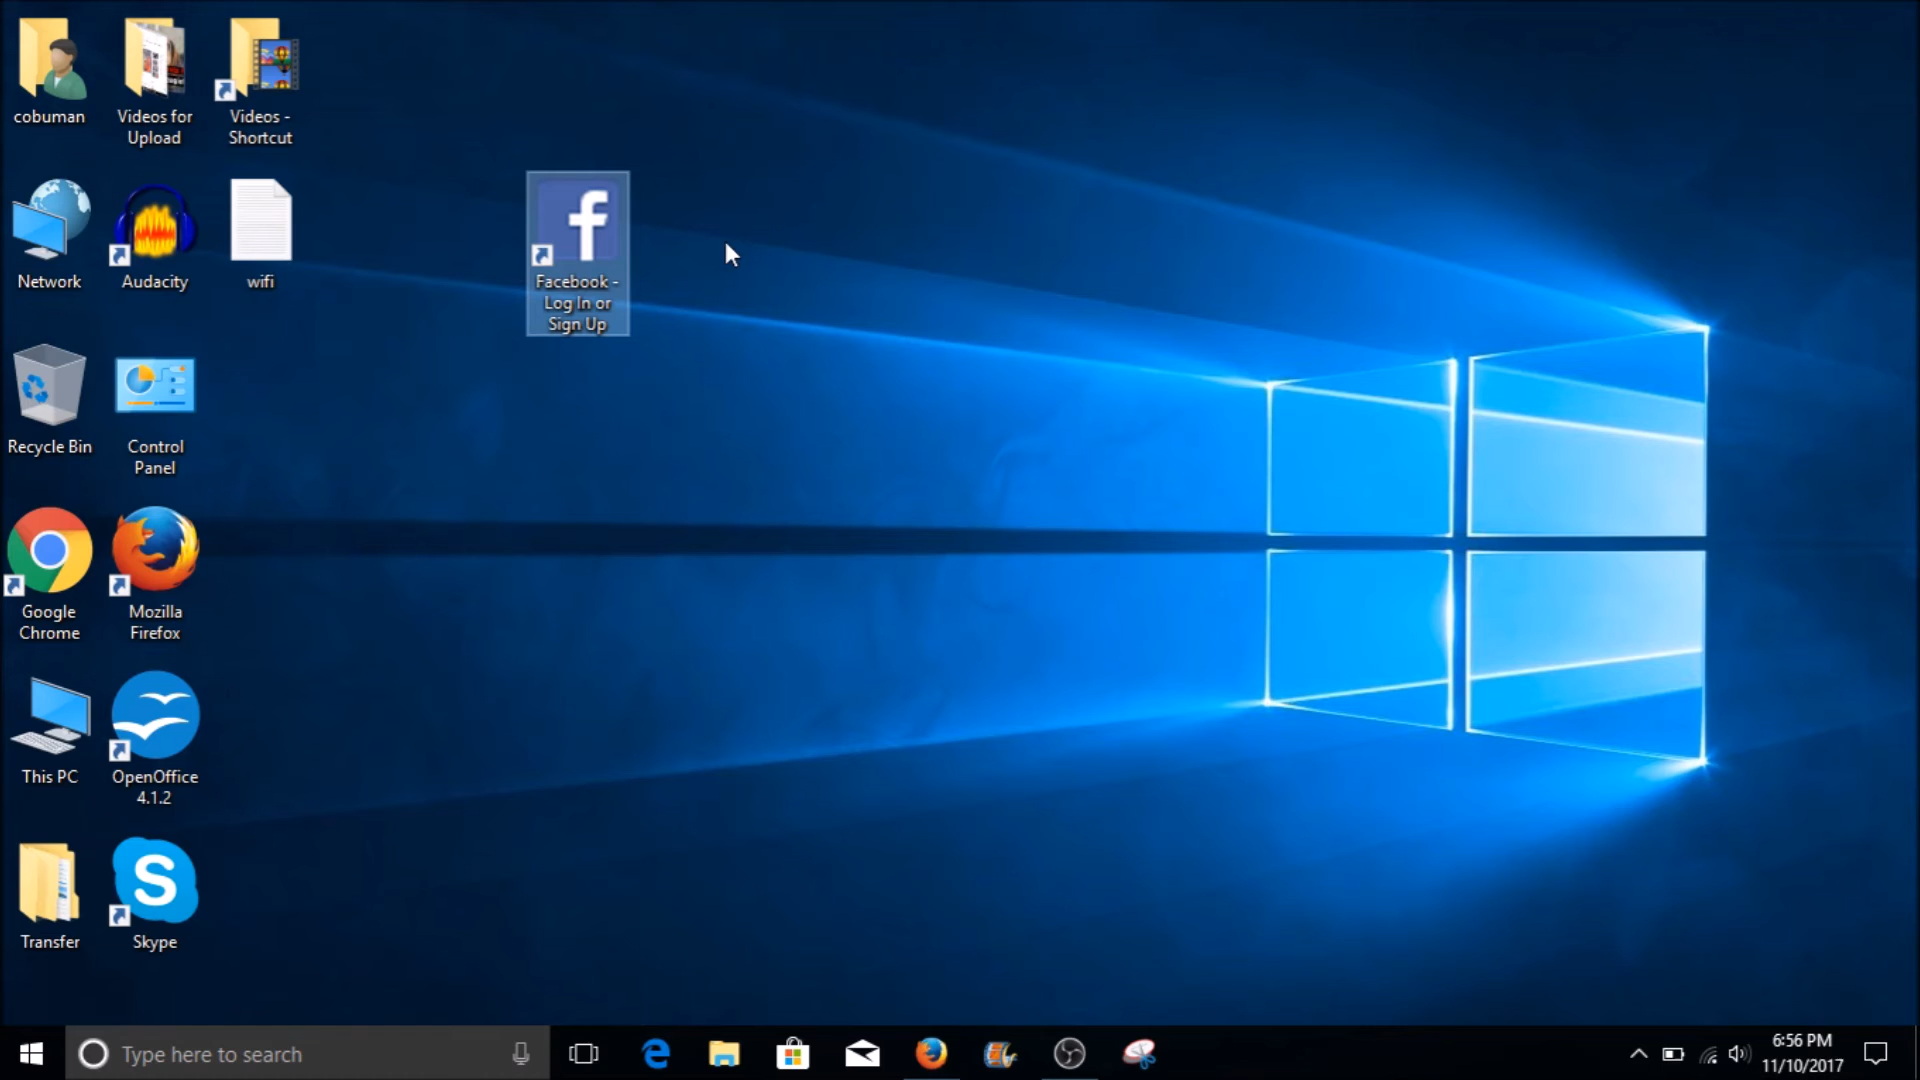 cobuman
Videos for
Upload
Videos -
Shortcut
Network
Audacity
wifi
Facebook -
Log In or
Sign Up
Recycle Bin
Control
Panel
Google
Chrome
Mozilla
Firefox
This PC
OpenOffice
4.1.2
Transfer
Skype
Type here to search
6:56 PM
11/10/2017